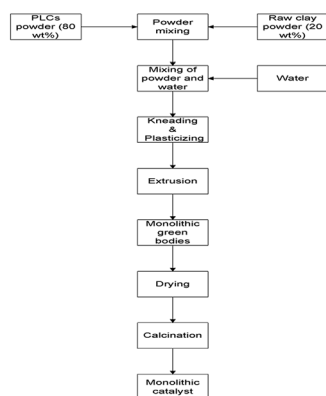 PLCs
powder (80
wt%)
Powder
mixing
Raw clay
powder (20
wt%)
Mixing of
powder and
water
Water
Kneading
&
Plasticizing
Extrusion
Monolithic
green
bodies
Drying
Calcination
Monolithic
catalyst